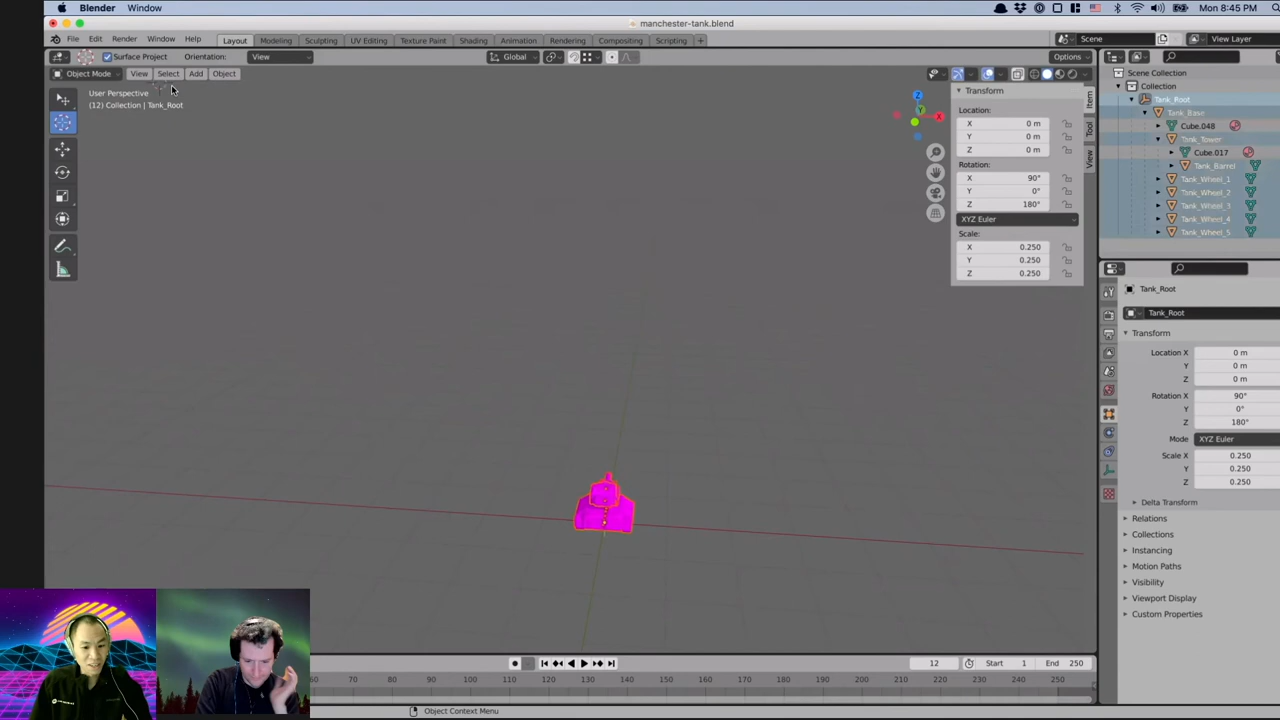 Blender Window Mon 8:45 PM
manchester-tank.blend
File Edit Render Window Help Layout Modeling Sculpting UV Editing Texture Paint Shading Animation Rendering Compositing Scripting + Scene View Layer
Surface Project Orientation: View Global Options
Object Mode View Select Add Object
User Perspective
(12) Collection | Tank_Root
Z
Y
X
Transform
Location:
X 0 m
Y 0 m
Z 0 m
Rotation:
X 90°
Y 0°
Z 180°
XYZ Euler
Scale:
X 0.250
Y 0.250
Z 0.250
Item
Tool
View
Scene Collection
Collection
Tank_Root
Tank_Base
Cube.048
Tank_Tower
Cube.017
Tank_Barrel
Tank_Wheel_1
Tank_Wheel_2
Tank_Wheel_3
Tank_Wheel_4
Tank_Wheel_5
Tank_Root
Tank_Root
Transform
Location X 0 m
Y 0 m
Z 0 m
Rotation X 90°
Y 0°
Z 180°
Mode XYZ Euler
Scale X 0.250
Y 0.250
Z 0.250
Delta Transform
Relations
Collections
Instancing
Motion Paths
Visibility
Viewport Display
Custom Properties
12 Start 1 End 250
60 70 80 90 100 110 120 130 140 150 160 170 180 190 200 210 220 230 240 250
Object Context Menu